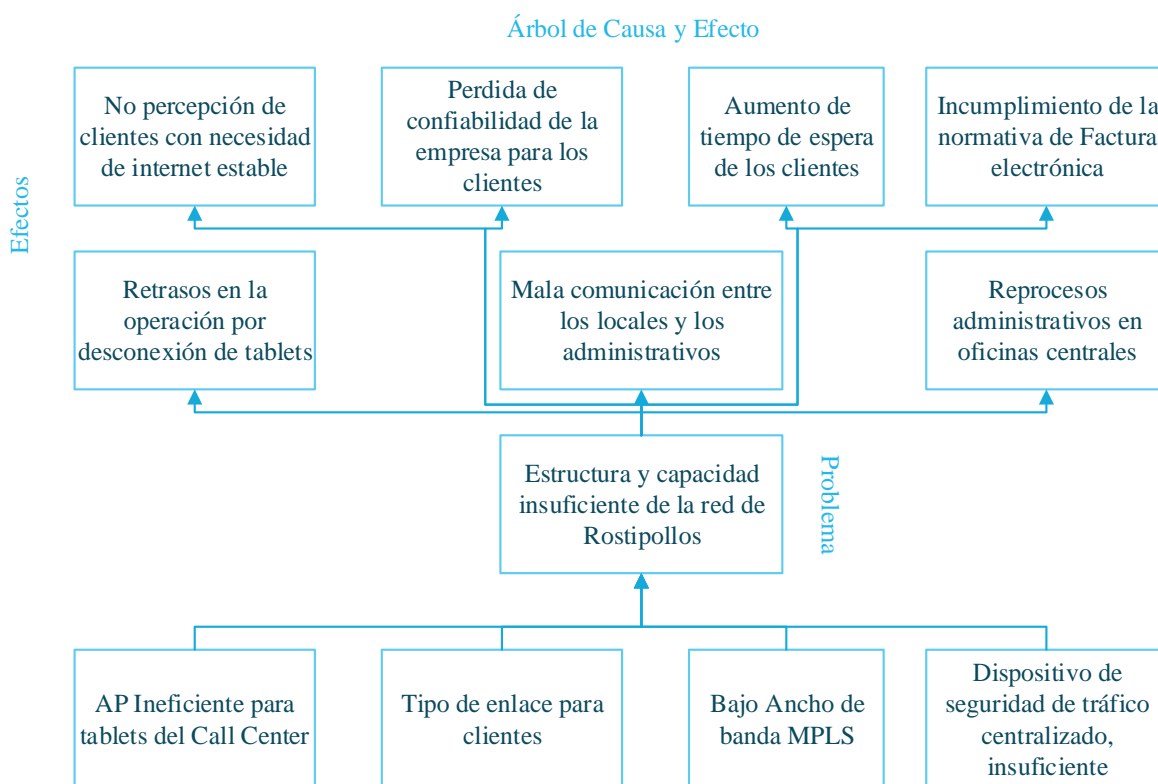 Árbol de Causa y Efecto
No percepción de
clientes con necesidad
de internet estable
Perdida de
confiabilidad de la
empresa para los
clientes
Aumento de
tiempo de espera
de los clientes
Incumplimiento de la
normativa de Factura
electrónica
Efectos
Retrasos en la
operación por
desconexión de tablets
Mala comunicación entre
los locales y los
administrativos
Reprocesos
administrativos en
oficinas centrales
Estructura y capacidad
insuficiente de la red de
Rostipollos
Problema
AP Ineficiente para
tablets del Call Center
Tipo de enlace para
clientes
Bajo Ancho de
banda MPLS
Dispositivo de
seguridad de tráfico
centralizado,
insuficiente